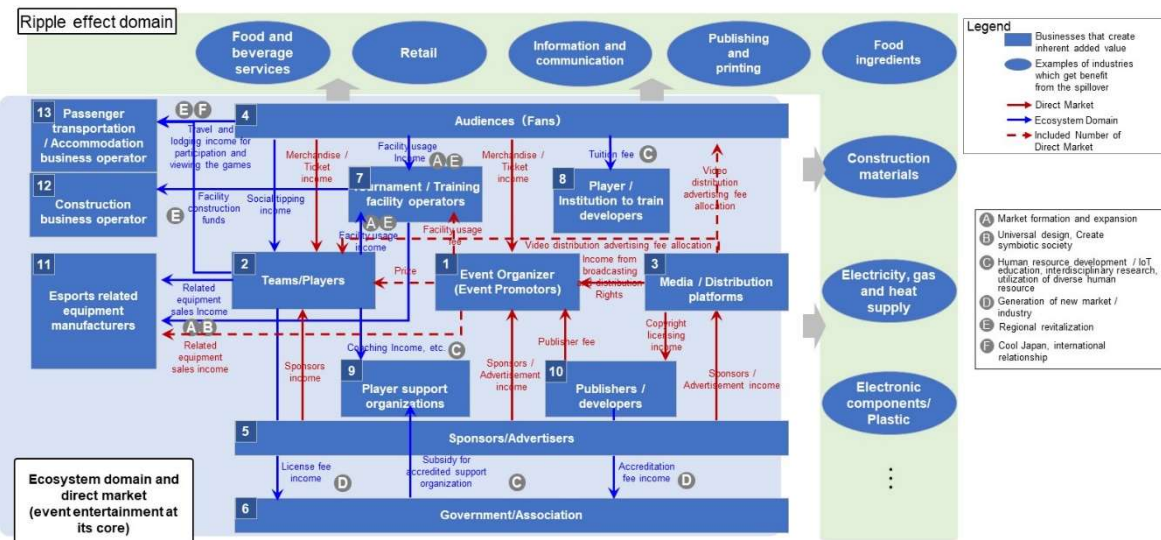 Ripple effect domain
Food and
beverage
services
Retail
Information and
communication
Publishing
and
printing
Food
ingredients
Legend
Businesses that create
inherent added value
Examples of industries
which get benefit
from the spillover
Direct Market
Ecosystem Domain
Included Number of
Direct Market
13
Passenger
transportation
/ Accommodation
business operator
E F
Travel and
lodging income for
participation and
viewing the games
4
Audiences (Fans)
Merchandise /
Ticket
income
Facility usage
Income
A E
Merchandise /
Ticket
income
Tuition fee
C
Video
distribution
advertising fee
allocation
Construction
materials
12
Construction
business operator
E
Facility
construction
funds
Social tipping
income
7
Tournament / Training
facility operators
8
Player /
Institution to train
developers
A E
Facility usage
income
Facility usage
fee
Video distribution advertising fee allocation
A Market formation and expansion
B Universal design, Create
symbiotic society
C Human resource development / IoT
education, interdisciplinary research,
utilization of diverse human
resource
D Generation of new market /
industry
E Regional revitalization
F Cool Japan, international
relationship
11
Esports related
equipment
manufacturers
2
Teams/Players
Prize
1
Event Organizer
(Event Promotors)
Income from
broadcasting
and distribution
Rights
3
Media / Distribution
platforms
Electricity, gas
and heat
supply
Related
equipment
sales Income
A B
Related
equipment
sales income
Sponsors
income
Coaching Income, etc.
C
Sponsors /
Advertisement
income
Publisher fee
Copyright
licensing
income
Sponsors /
Advertisement income
9
Player support
organizations
10
Publishers /
developers
Electronic
components/
Plastic
5
Sponsors/Advertisers
License fee
income
D
Subsidy for
accredited support
organization
C
Accreditation
fee income
D
6
Government/Association
Ecosystem domain and
direct market
(event entertainment at
its core)